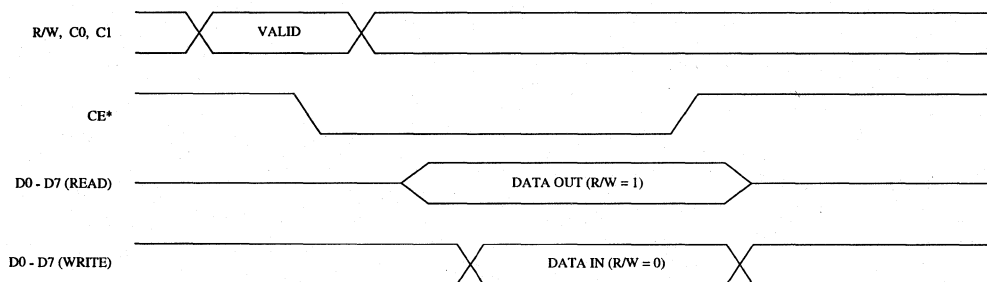 R/W, C0, C1 VALID
CE*
D0 - D7 (READ) DATA OUT (R/W = 1)
D0 - D7 (WRITE) DATA IN (R/W = 0)